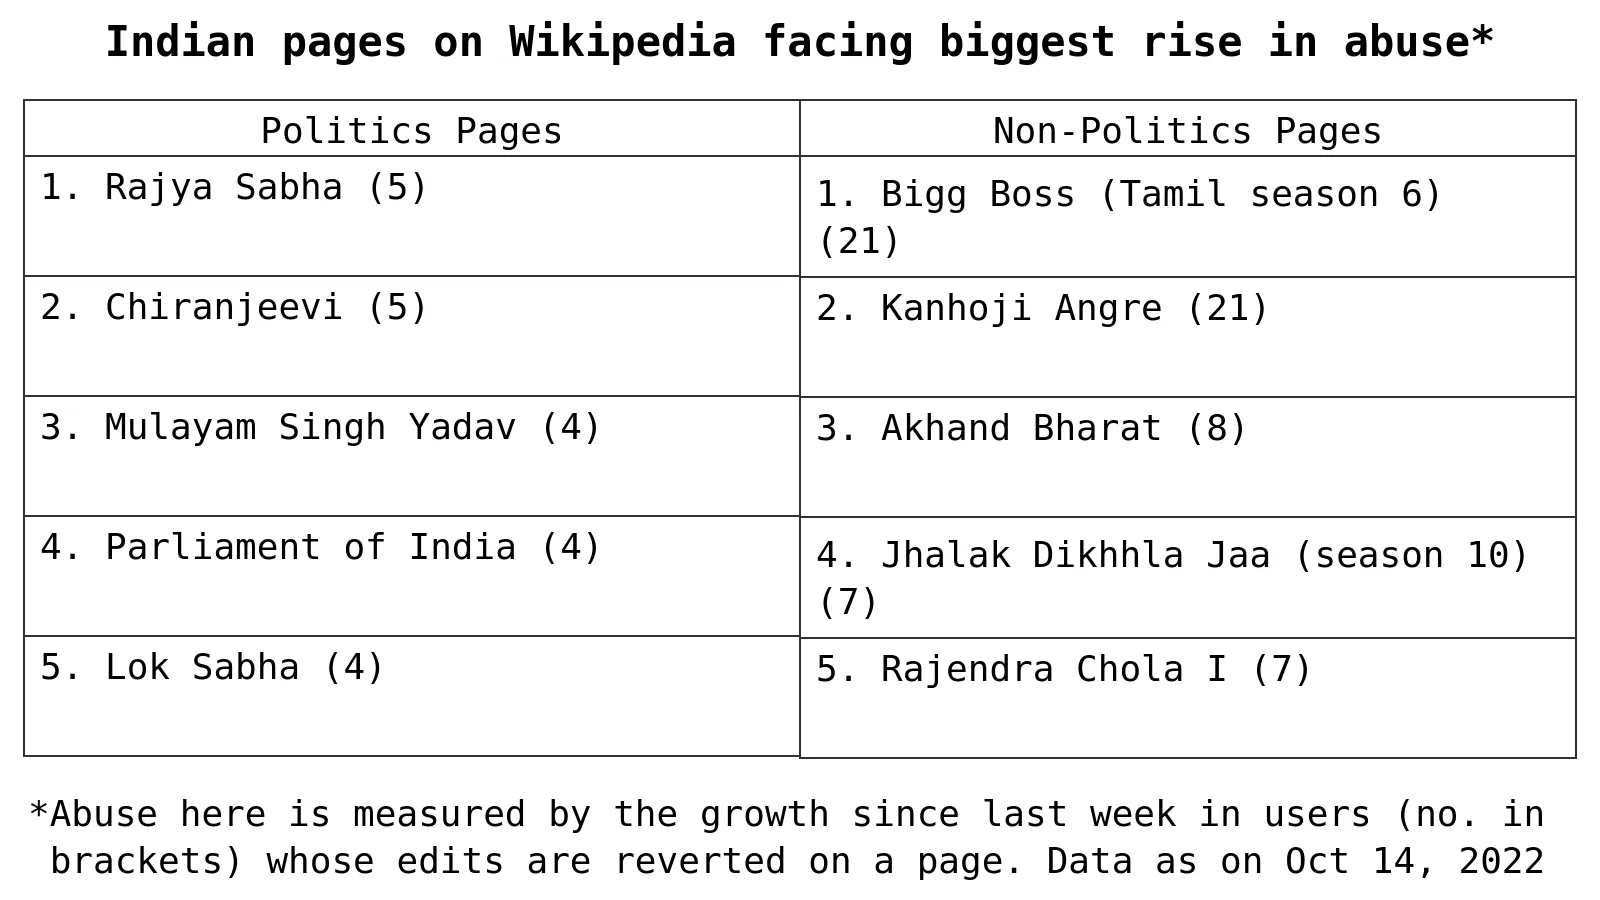 Indian pages on Wikipedia facing biggest rise in abuse*
Politics Pages
1. Rajya Sabha (5)
2. Chiranjeevi (5)
3. Mulayam Singh Yadav (4)
4. Parliament of India (4)
5. Lok Sabha (4)
Non-Politics Pages
1. Bigg Boss (Tamil season 6)
(21)
2. Kanhoji Angre (21)
3. Akhand Bharat (8)
4. Jhalak Dikhhla Jaa (season 10)
(7)
5. Rajendra Chola I (7)
*Abuse here is measured by the growth since last week in users (no. in
brackets) whose edits are reverted on a page. Data as on Oct 14, 2022